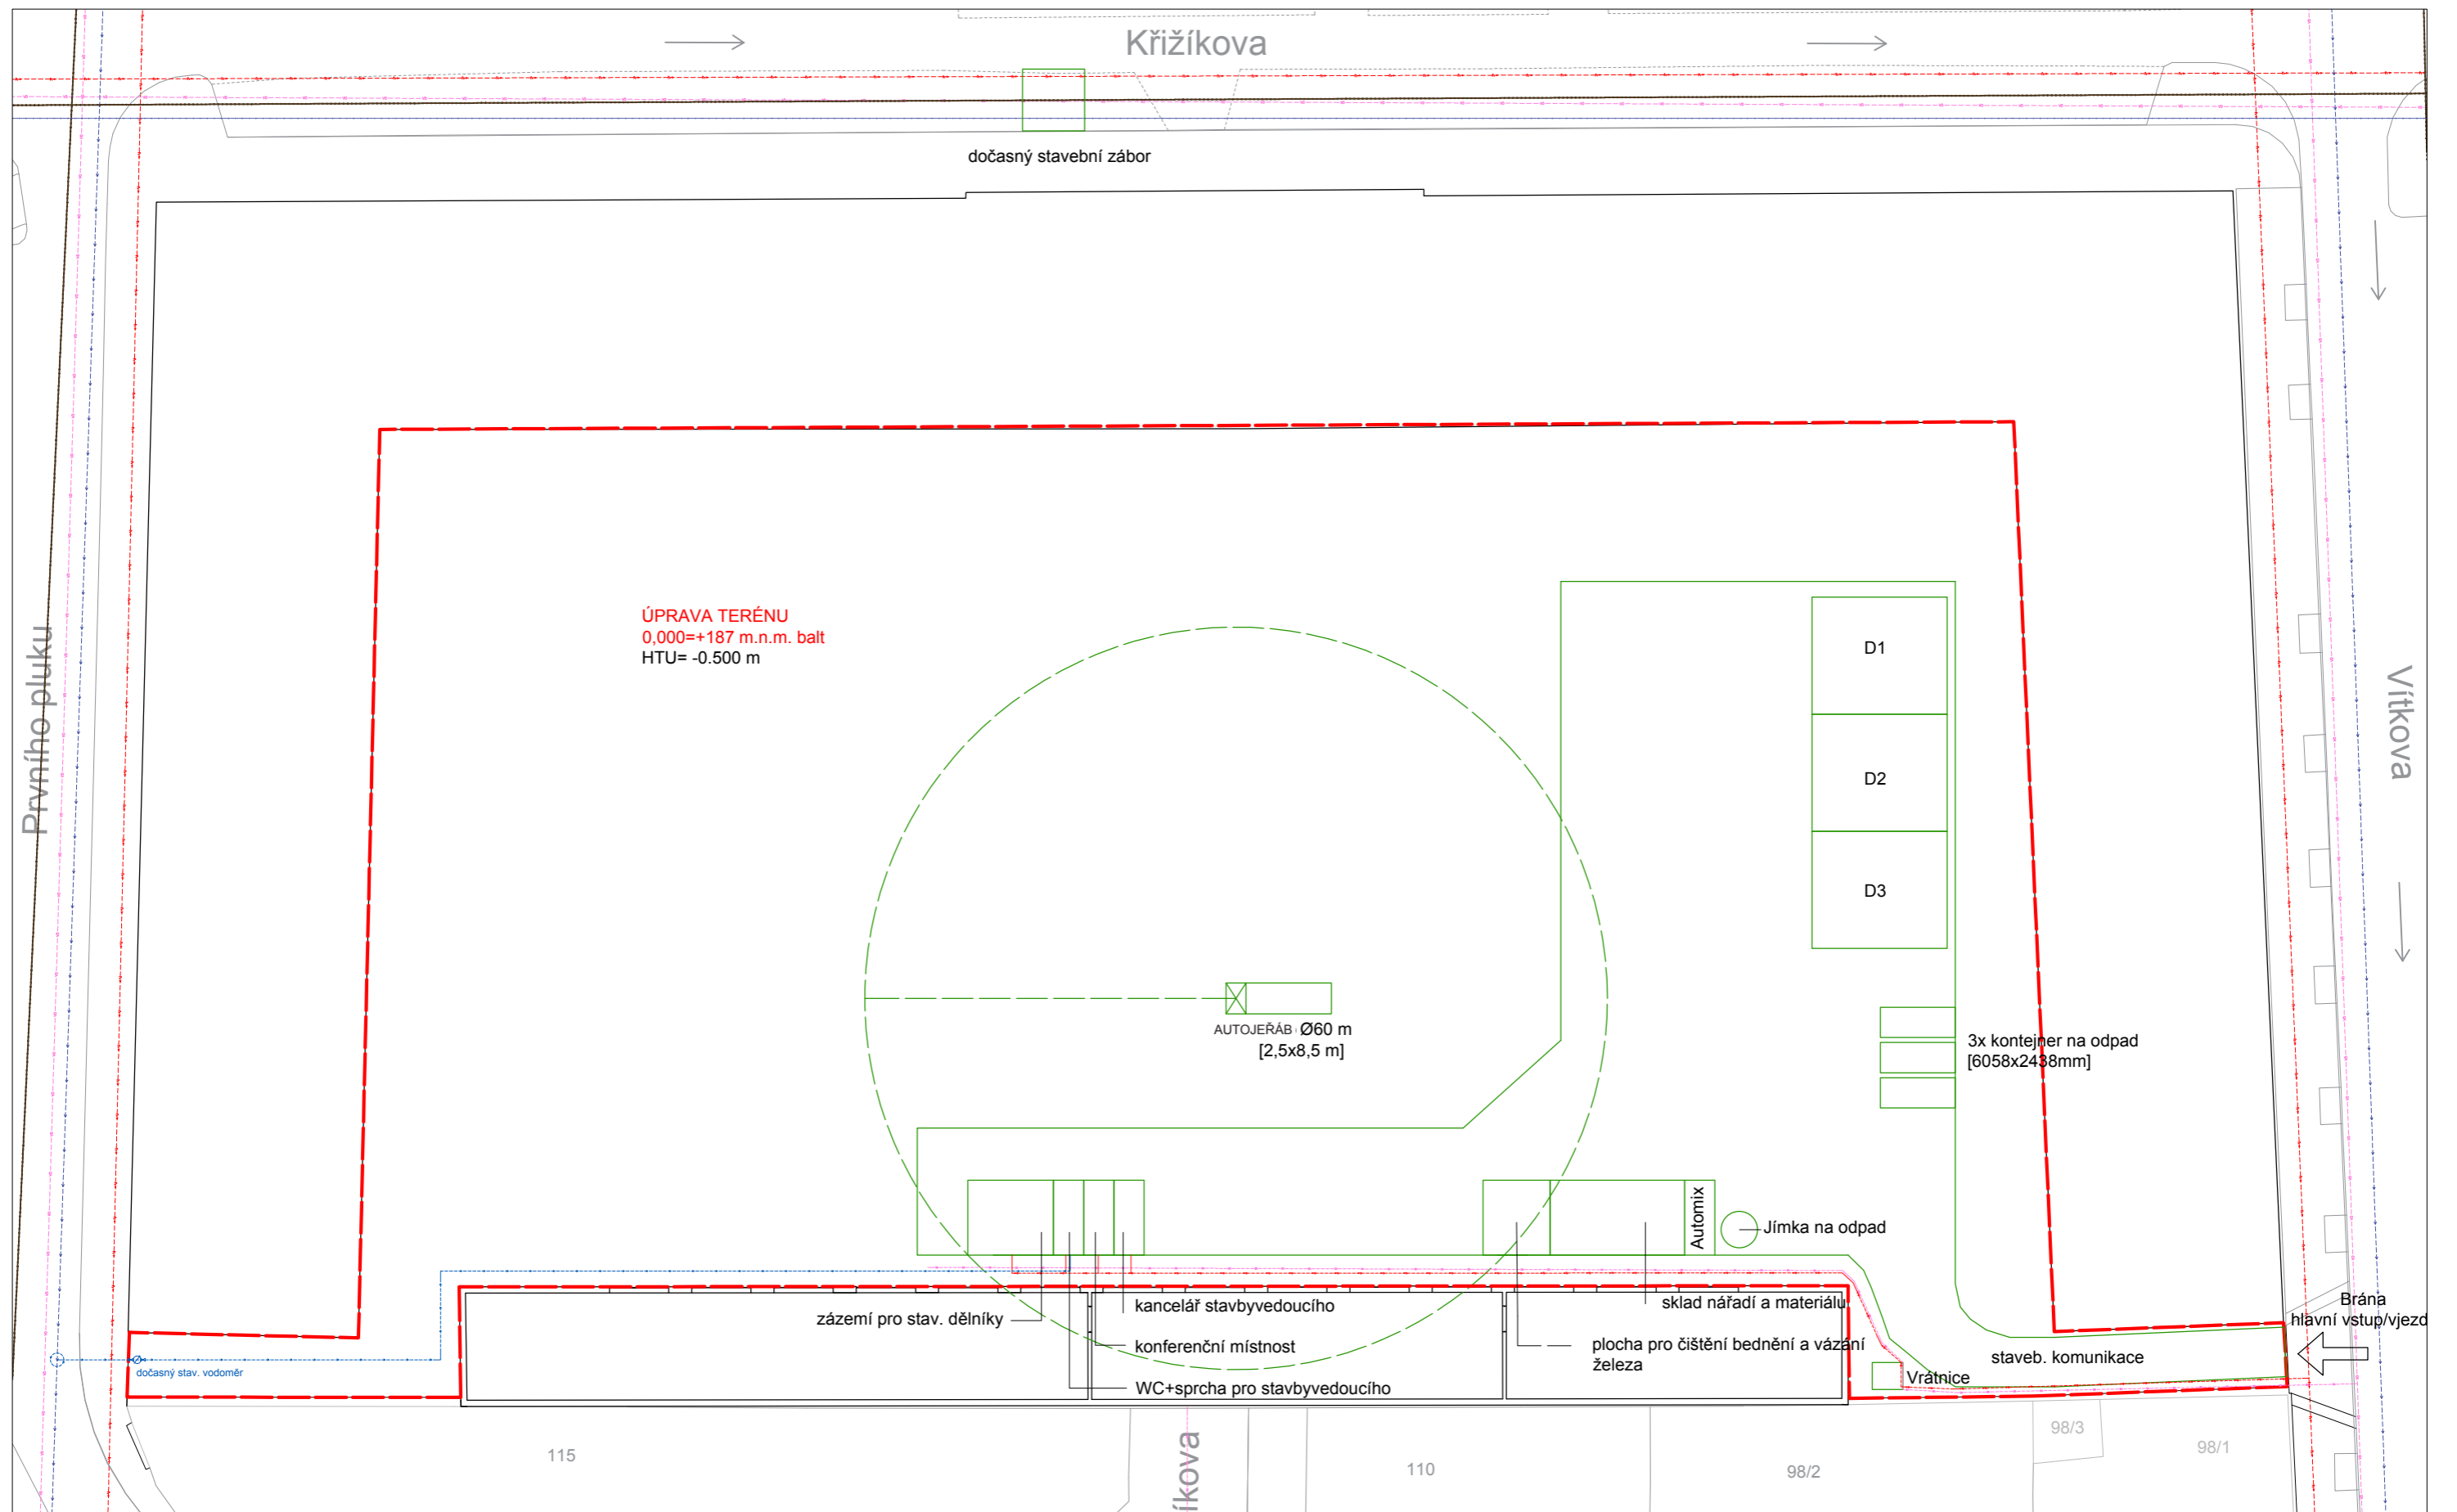 Křižíkova
dočasný stavební zábor
Prvního pluku
ÚPRAVA TERÉNU
0,000=+187 m.n.m. balt
HTU= -0.500 m
D1
D2
D3
Vítkova
AUTOJEŘÁB Ø60 m
[2,5x8,5 m]
3x kontejner na odpad
[6058x2438mm]
Automix
Jímka na odpad
zázemí pro stav. dělníky
kancelář stavbyvedoucího
konferenční místnost
WC+sprcha pro stavbyvedoucího
sklad nářadí a materiálu
plocha pro čištění bednění a vázání
železa
Brána
hlavní vstup/vjezd
staveb. komunikace
Vrátnice
dočasný stav. vodoměr
115
íkova
110
98/2
98/3
98/1